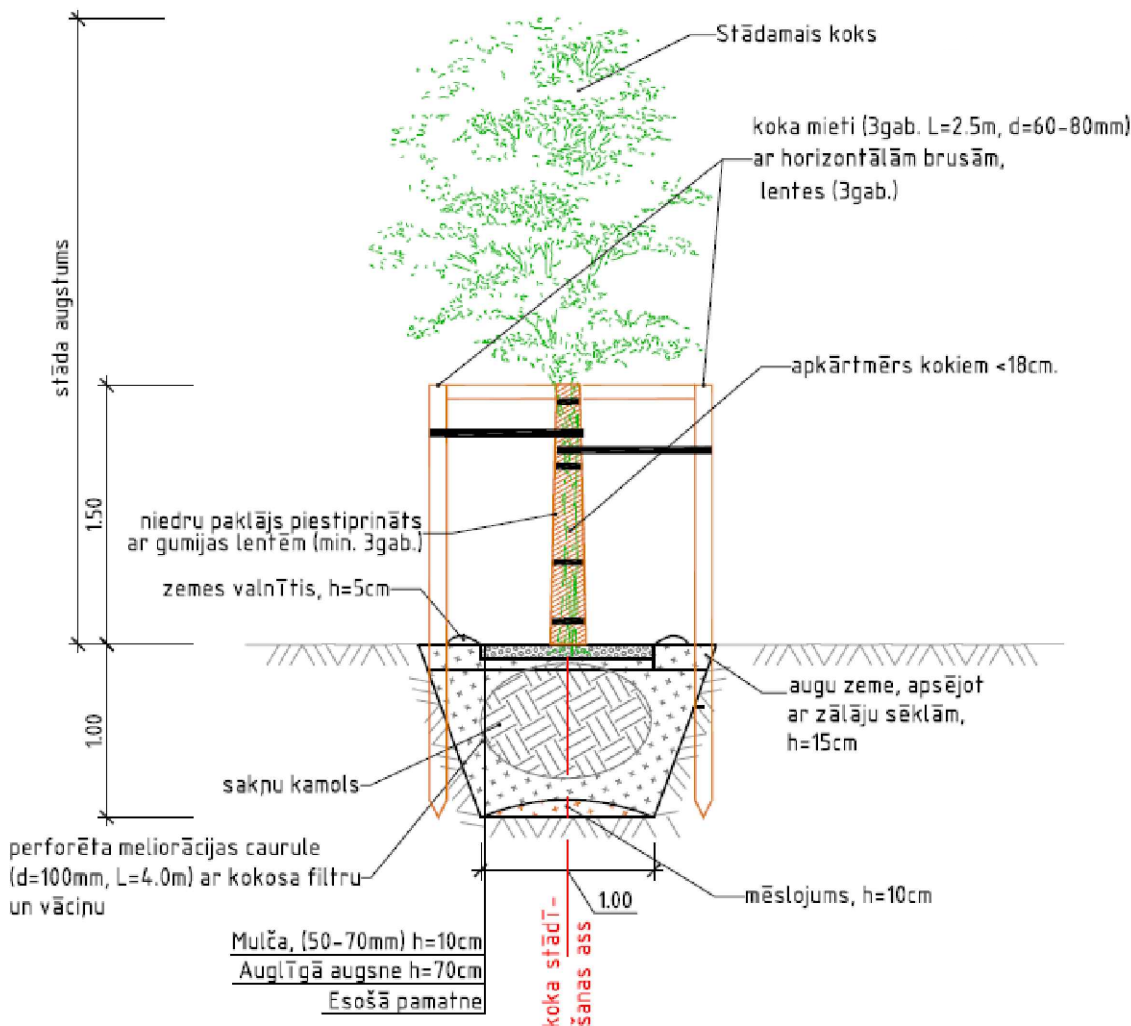 Stādamais koks
koka mieti (3gab. L=2.5m, d=60-80mm)
ar horizontālām brusām,
lentes (3gab.)
stāda augstums
apkārtmērs kokiem <18cm.
1.50
niedru paklājs piestiprināts
ar gumijas lentēm (min. 3gab.)
zemes valnītis, h=5cm
augu zeme, apsējot
ar zālāju sēklām,
h=15cm
1.00
sakņu kamols
perforēta meliorācijas caurule
(d=100mm, L=4.0m) ar kokosa filtru
un vāciņu
mēslojums, h=10cm
1.00
Mulča, (50-70mm) h=10cm
Auglīgā augsne h=70cm
Esošā pamatne
koka stādī-
šanas ass